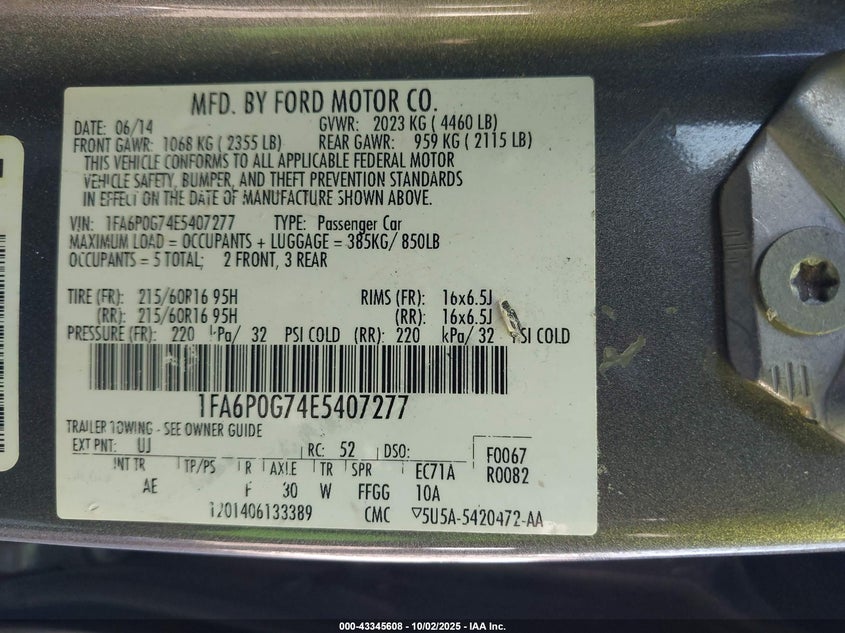 MFD. BY FORD MOTOR CO.
DATE: 06/14 GVWR: 2023 KG ( 4460 LB)
FRONT GAWR: 1068 KG ( 2355 LB) REAR GAWR: 959 KG ( 2115 LB)
THIS VEHICLE CONFORMS TO ALL APPLICABLE FEDERAL MOTOR
VEHICLE SAFETY, BUMPER, AND THEFT PREVENTION STANDARDS
IN EFFECT ON THE DATE OF MANUFACTURE SHOWN ABOVE.
VIN: 1FA6P0G74E5407277 TYPE: Passenger Car
MAXIMUM LOAD = OCCUPANTS + LUGGAGE = 385KG/ 850LB
OCCUPANTS = 5 TOTAL; 2 FRONT, 3 REAR
TIRE (FR): 215/60R16 95H RIMS (FR): 16x6.5J
(RR): 215/60R16 95H (RR): 16x6.5J
PRESSURE (FR): 220 kPa/ 32 PSI COLD (RR): 220 kPa/ 32 PSI COLD
1FA6P0G74E5407277
TRAILER TOWING - SEE OWNER GUIDE
EXT PNT: UJ RC: 52 DSO: F0067
INT TR TP/PS R AXLE TR SPR EC71A R0082
AE F 30 W FFGG 10A
1201406133389 CMC ▽5U5A-5420472-AA
000-43345608 - 10/02/2025 - IAA Inc.